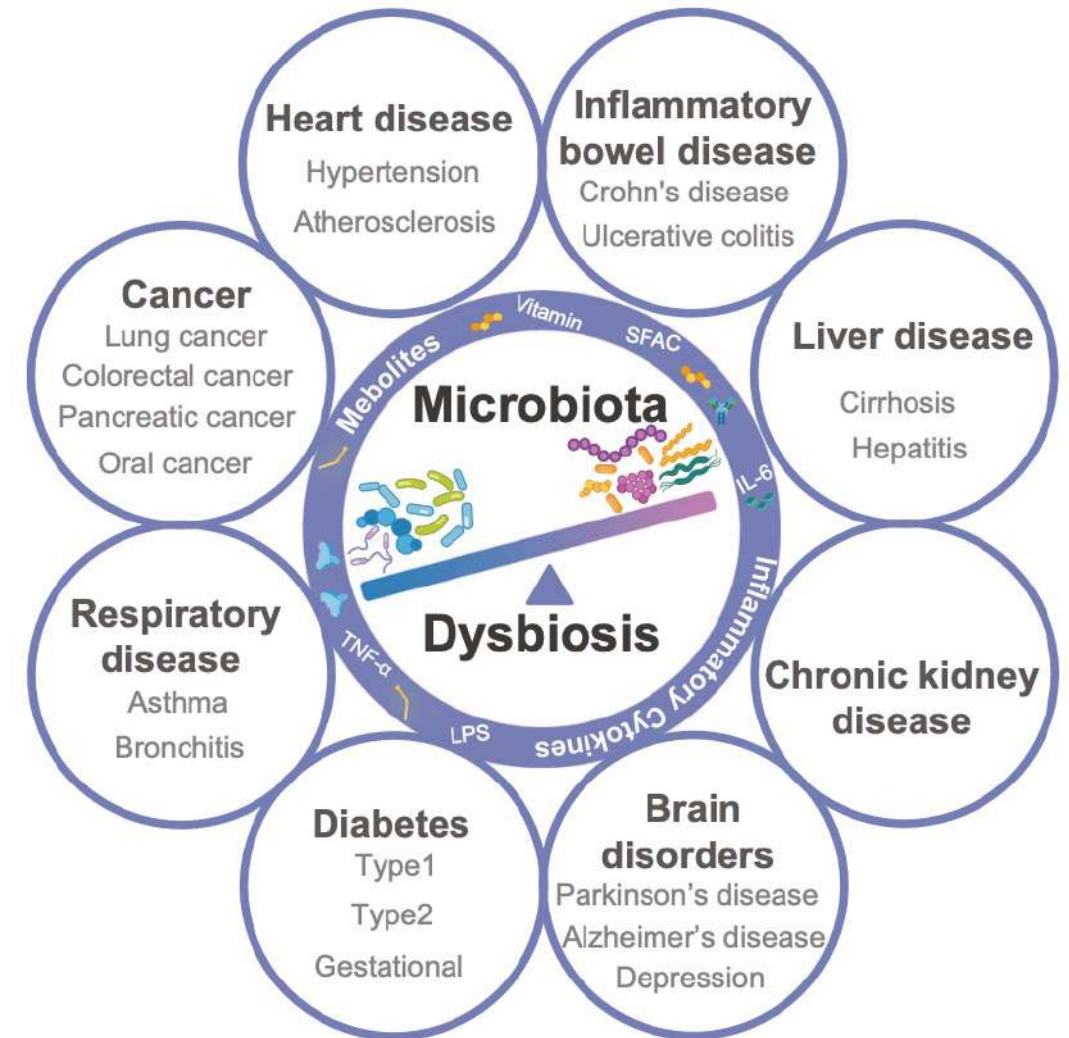 Heart disease
Hypertension
Atherosclerosis
Inflammatory
bowel disease
Crohn's disease
Ulcerative colitis
Cancer
Lung cancer
Colorectal cancer
Pancreatic cancer
Oral cancer
Liver disease
Cirrhosis
Hepatitis
Mebolites
Vitamin
SFAC
IL-6
Inflammatory Cytokines
LPS
TNF-α
Microbiota
Dysbiosis
Respiratory
disease
Asthma
Bronchitis
Chronic kidney
disease
Diabetes
Type1
Type2
Gestational
Brain
disorders
Parkinson's disease
Alzheimer's disease
Depression